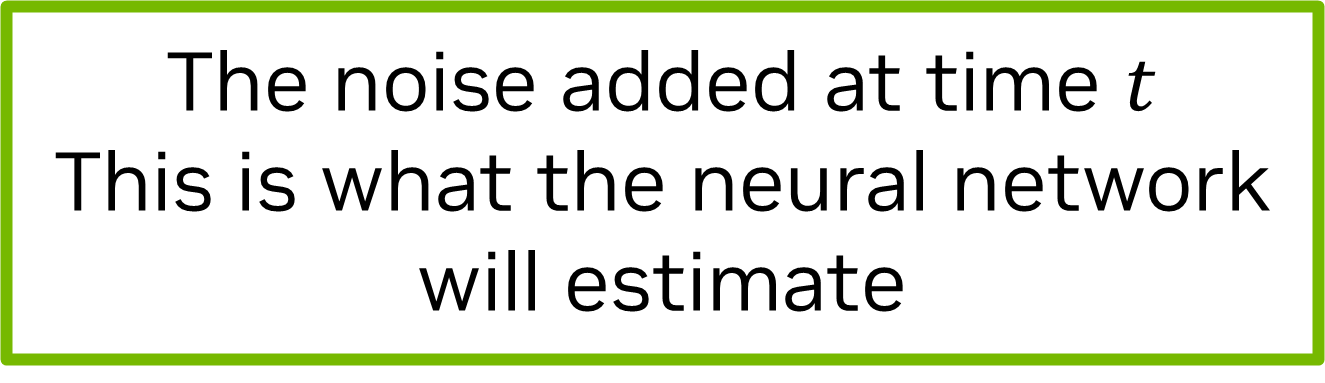 The noise added at time t
This is what the neural network
will estimate